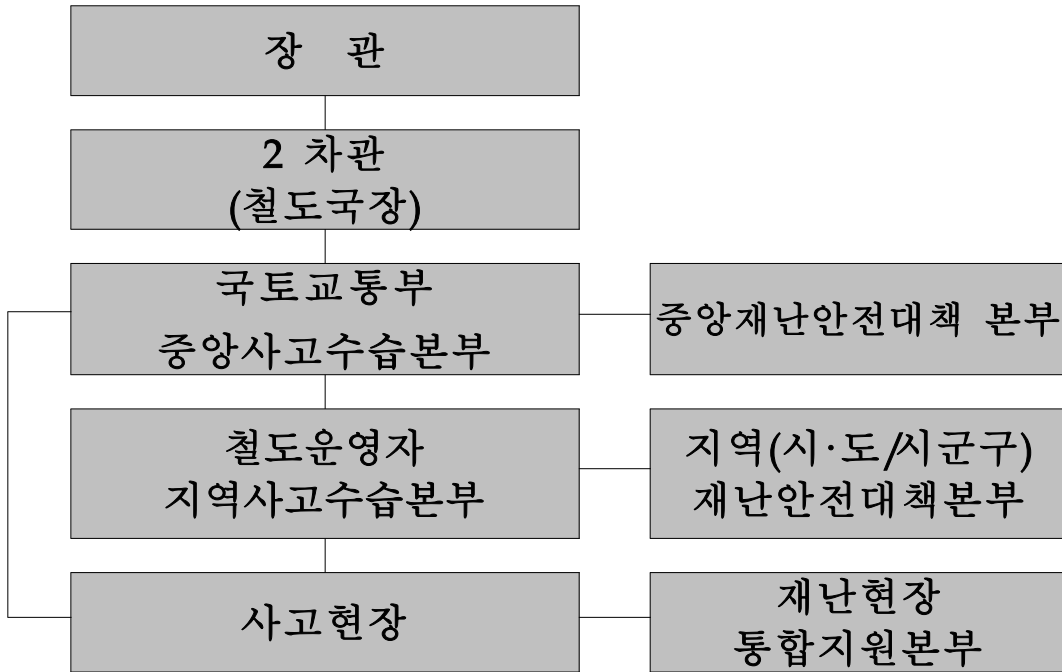 장 관
2 차관
(철도국장)
국토교통부
중앙사고수습본부
중앙재난안전대책 본부
철도운영자
지역사고수습본부
지역(시·도/시군구)
재난안전대책본부
사고현장
재난현장
통합지원본부